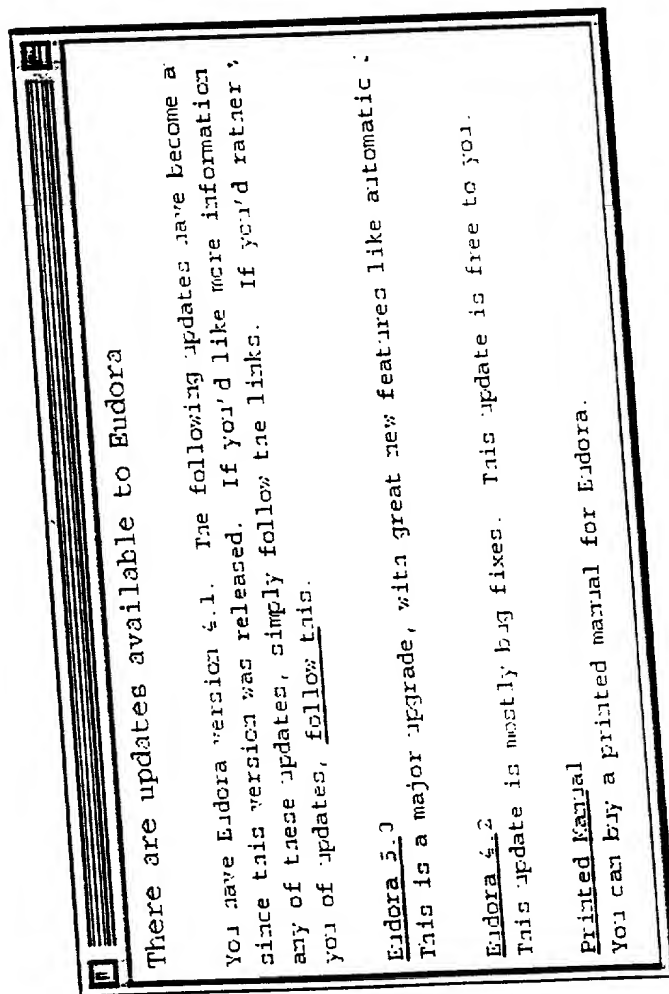 There are updates available to Eudora
You have Eudora version 4.1. The following updates have become a
since this version was released. If you'd like more information
any of these updates, simply follow the links. If you'd rather
you of updates, follow this.
Eudora 5.0
This is a major upgrade, with great new features like automatic
Eudora 4.2
This update is mostly bug fixes. This update is free to you.
Printed Manual
You can buy a printed manual for Eudora.